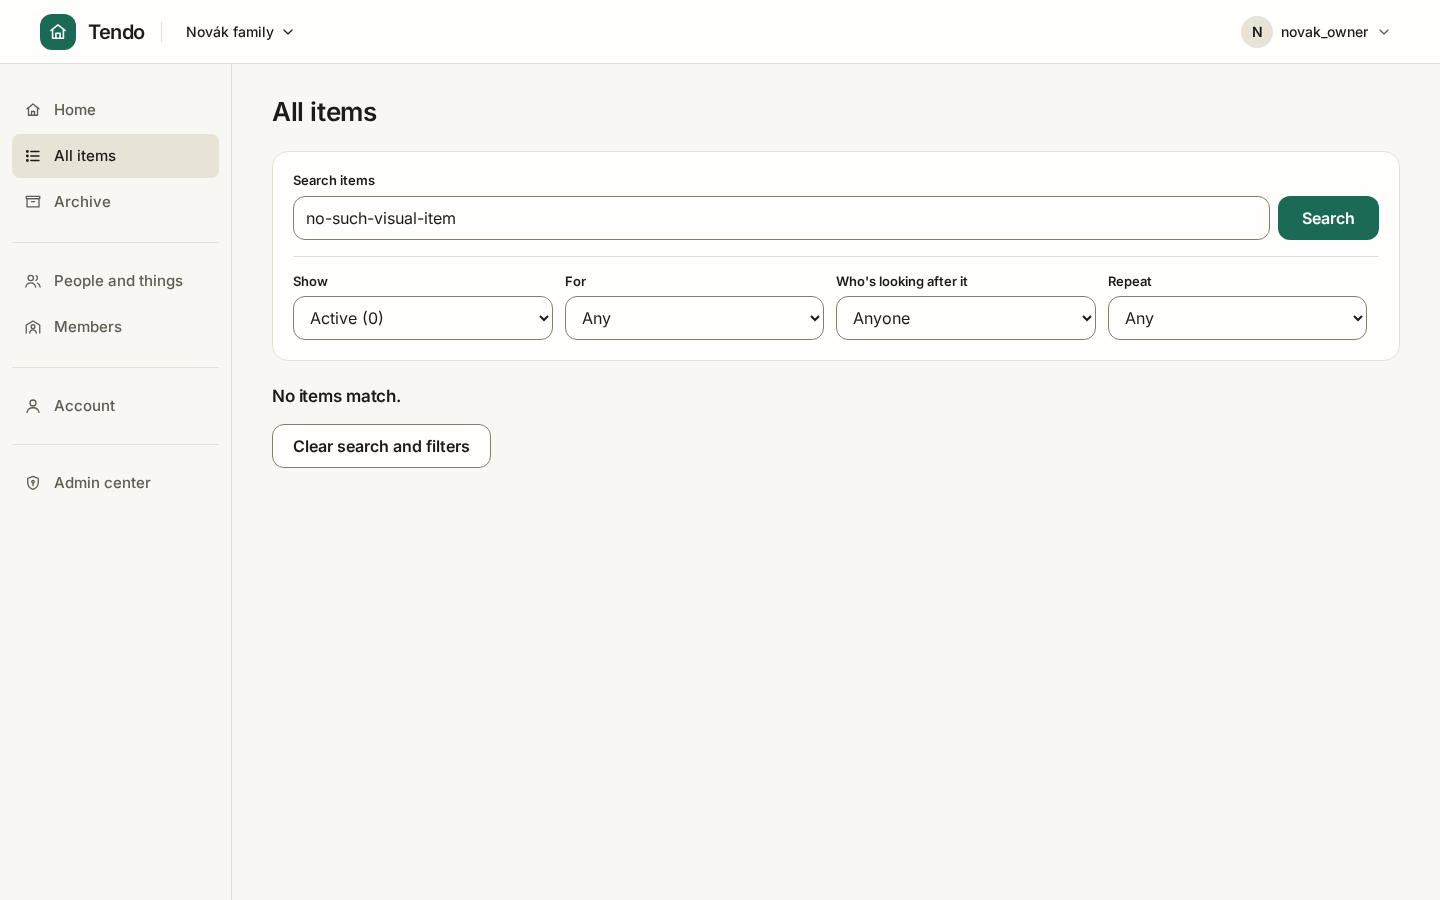 Tendo
Novák family
N
novak_owner
Home
All items
Archive
People and things
Members
Account
Admin center
All items
Search items
no-such-visual-item
Search
Show
For
Who's looking after it
Repeat
Active (0)
Any
Anyone
Any
No items match.
Clear search and filters